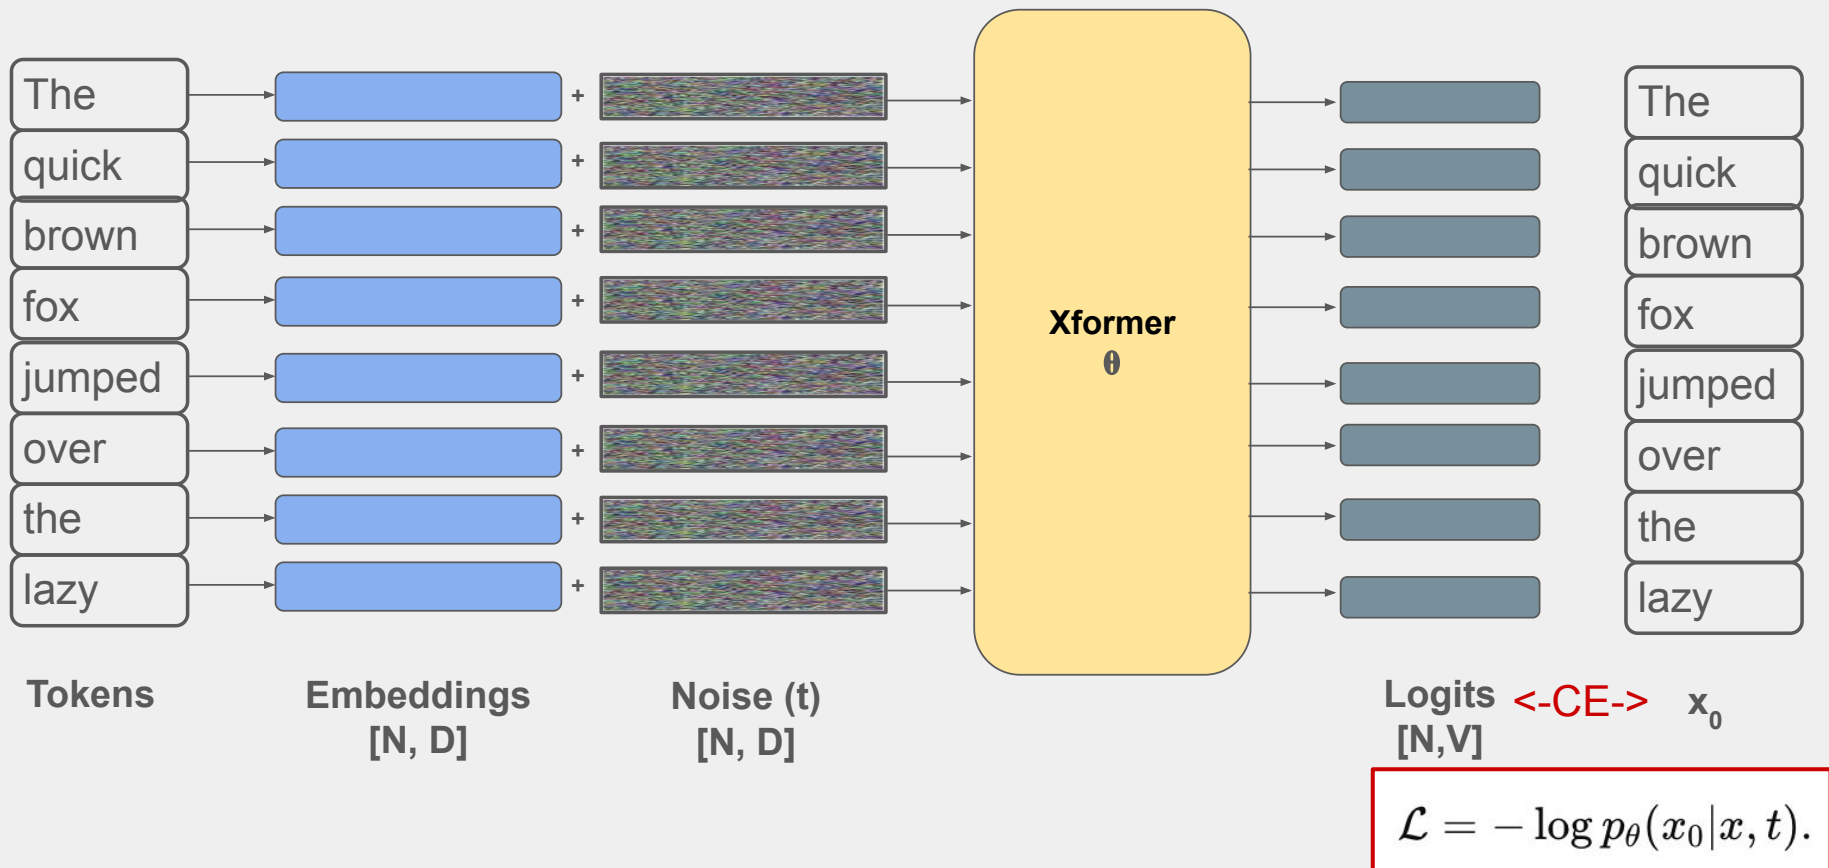 The
quick
brown
fox
jumped
over
the
lazy
Tokens
Embeddings
[N, D]
+
+
+
+
+
+
+
+
Noise (t)
[N, D]
Xformer
θ
The
quick
brown
fox
jumped
over
the
lazy
Logits <-CE-> x₀
[N,V]
ℒ = − log p_θ(x₀|x, t).